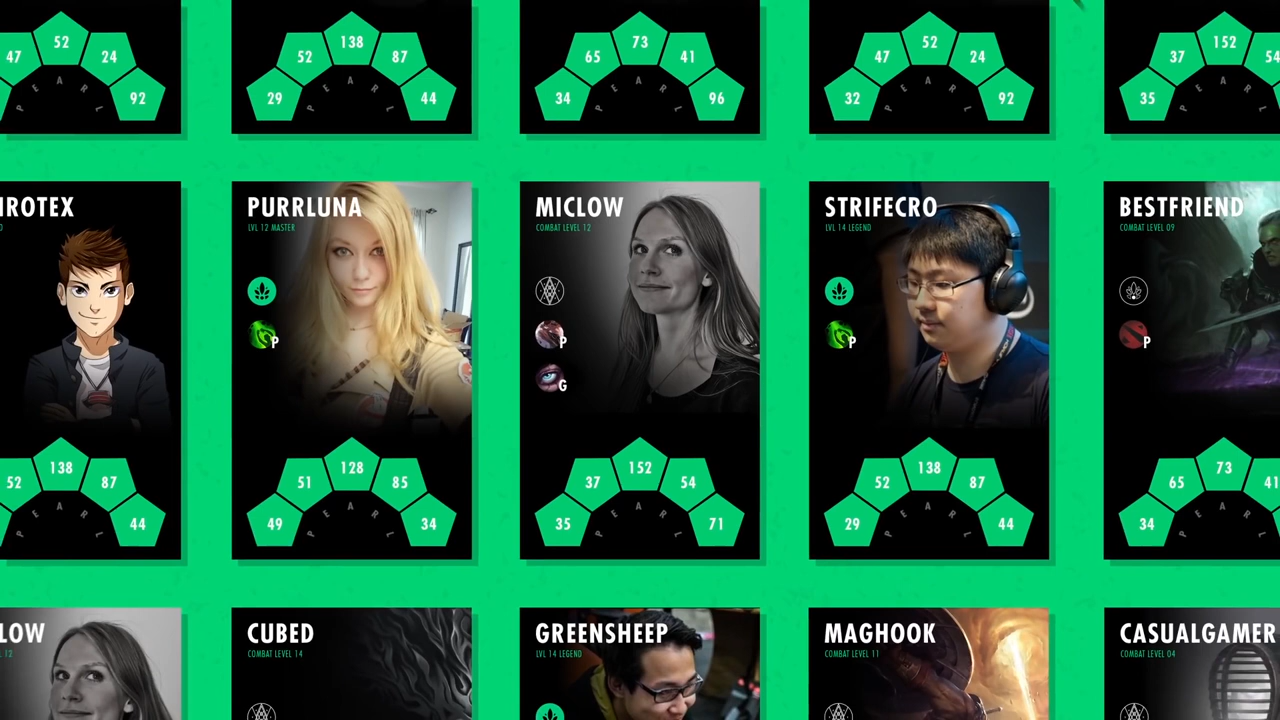 47 52 24 92
P E A R L
29 52 138 87 44
P E A R L
34 65 73 41 96
P E A R L
32 47 52 24 92
P E A R L
35 37 152 54
P E A R L
IROTEX
52 138 87 44
P E A R L
PURRLUNA
LVL 12 MASTER
P
49 51 128 85 34
P E A R L
MICLOW
COMBAT LEVEL 12
P
G
35 37 152 54 71
P E A R L
STRIFECRO
LVL 14 LEGEND
P
29 52 138 87 44
P E A R L
BESTFRIEND
COMBAT LEVEL 09
P
34 65 73 41
P E A R L
LOW
12
CUBED
COMBAT LEVEL 14
GREENSHEEP
LVL 14 LEGEND
MAGHOOK
COMBAT LEVEL 11
CASUALGAMER
COMBAT LEVEL 04